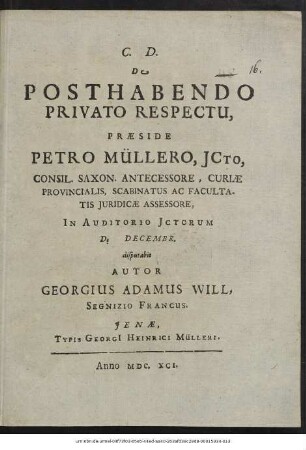 C. D.
16.
De
POSTHABENDO
PRIVATO RESPECTU,
PRÆSIDE
PETRO MÜLLERO, JCTO,
CONSIL. SAXON. ANTECESSORE, CURIÆ
PROVINCIALIS, SCABINATUS AC FACULTA-
TIS JURIDICÆ ASSESSORE,
IN AUDITORIO JCTORUM
D. DECEMBR.
disputabit
AUTOR
GEORGIUS ADAMUS WILL,
SEGNIZIO FRANCUS.
JENÆ,
TYPIS GEORGI HEINRICI MÜLLERI.
Anno MDC. XCI.